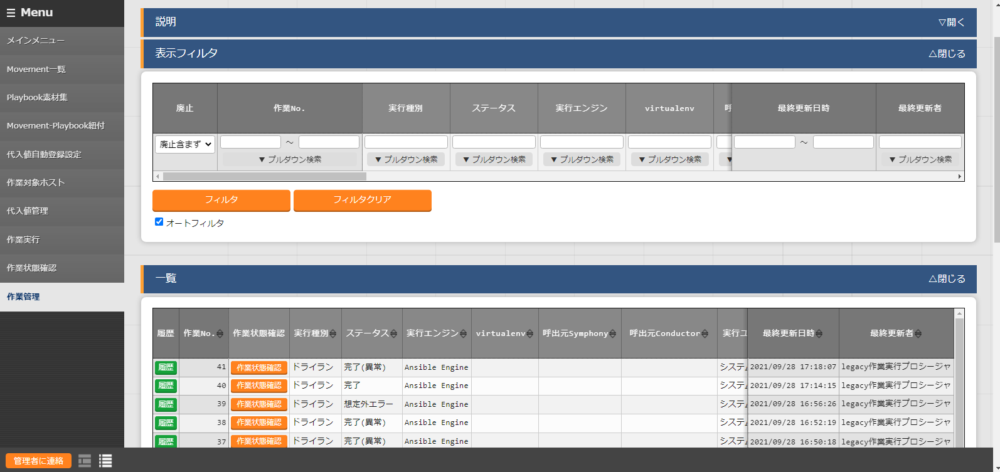 Menu
メインメニュー
Movement一覧
Playbook素材集
Movement-Playbook紐付
代入値自動登録設定
作業対象ホスト
代入値管理
作業実行
作業状態確認
作業管理
管理者に連絡
説明 ▽開く
表示フィルタ △閉じる
廃止 作業No. 実行種別 ステータス 実行エンジン virtualenv 呼 最終更新日時 最終更新者
廃止含まず ～ ～
▼ プルダウン検索 ▼ プルダウン検索 ▼ プルダウン検索 ▼ プルダウン検索 ▼ プルダウン検索 ▼ ▼ プルダウン検索
フィルタ フィルタクリア
オートフィルタ
一覧 △閉じる
履歴 作業No. 作業状態確認 実行種別 ステータス 実行エンジン virtualenv 呼出元Symphony 呼出元Conductor 実行ユ 最終更新日時 最終更新者
履歴 41 作業状態確認 ドライラン 完了(異常) Ansible Engine システム 2021/09/28 17:18:07 legacy作業実行プロシージャ
履歴 40 作業状態確認 ドライラン 完了 Ansible Engine システム 2021/09/28 17:14:15 legacy作業実行プロシージャ
履歴 39 作業状態確認 ドライラン 想定外エラー Ansible Engine システム 2021/09/28 16:56:26 legacy作業実行プロシージャ
履歴 38 作業状態確認 ドライラン 完了(異常) Ansible Engine システム 2021/09/28 16:52:19 legacy作業実行プロシージャ
履歴 37 作業状態確認 ドライラン 完了(異常) Ansible Engine システム 2021/09/28 16:50:18 legacy作業実行プロシージャ